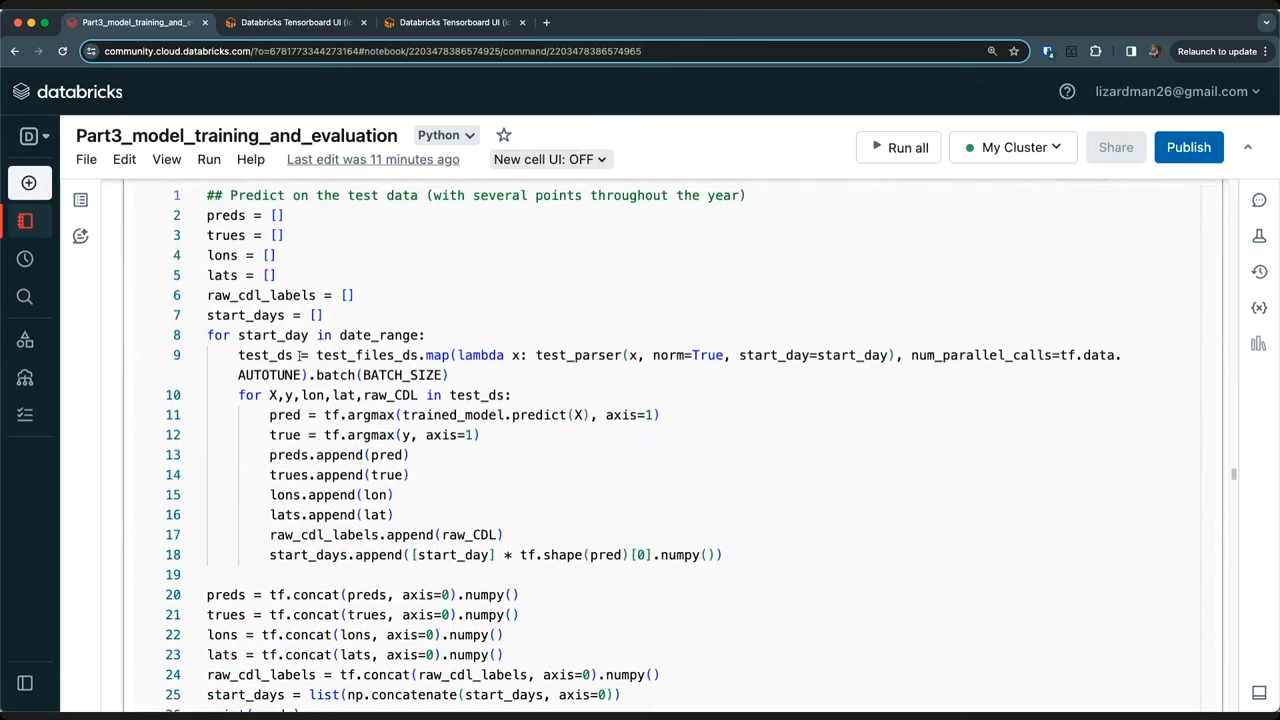 Part3_model_training_and_e
Databricks Tensorboard UI (i
Databricks Tensorboard UI (i
community.cloud.databricks.com/?o=6781773344273164#notebook/2203478386574925/command/2203478386574965
Relaunch to update
databricks
lizardman26@gmail.com
D
Part3_model_training_and_evaluation
Python
Run all
My Cluster
Share
Publish
File Edit View Run Help Last edit was 11 minutes ago New cell UI: OFF
1 ## Predict on the test data (with several points throughout the year)
2 preds = []
3 trues = []
4 lons = []
5 lats = []
6 raw_cdl_labels = []
7 start_days = []
8 for start_day in date_range:
9 test_ds = test_files_ds.map(lambda x: test_parser(x, norm=True, start_day=start_day), num_parallel_calls=tf.data.
AUTOTUNE).batch(BATCH_SIZE)
10 for X,y,lon,lat,raw_CDL in test_ds:
11 pred = tf.argmax(trained_model.predict(X), axis=1)
12 true = tf.argmax(y, axis=1)
13 preds.append(pred)
14 trues.append(true)
15 lons.append(lon)
16 lats.append(lat)
17 raw_cdl_labels.append(raw_CDL)
18 start_days.append([start_day] * tf.shape(pred)[0].numpy())
19
20 preds = tf.concat(preds, axis=0).numpy()
21 trues = tf.concat(trues, axis=0).numpy()
22 lons = tf.concat(lons, axis=0).numpy()
23 lats = tf.concat(lats, axis=0).numpy()
24 raw_cdl_labels = tf.concat(raw_cdl_labels, axis=0).numpy()
25 start_days = list(np.concatenate(start_days, axis=0))